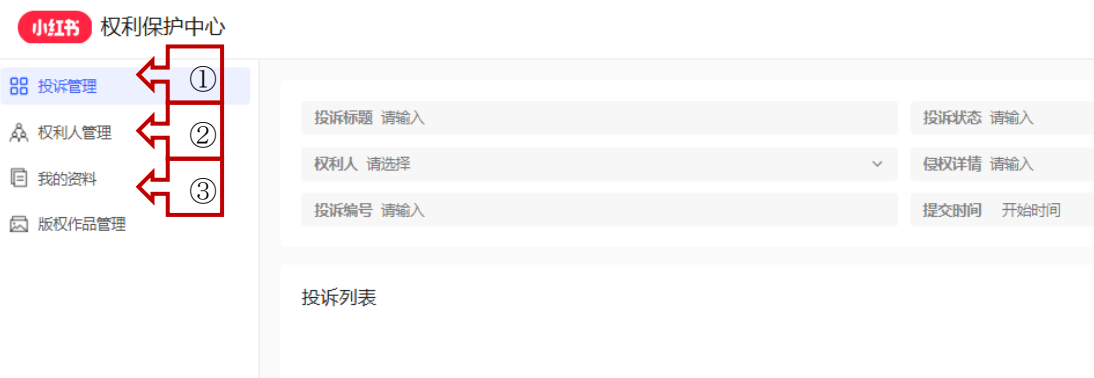 小红书 权利保护中心
投诉管理 ①
权利人管理 ②
我的资料 ③
版权作品管理
投诉标题 请输入 投诉状态 请输入
权利人 请选择 侵权详情 请输入
投诉编号 请输入 提交时间 开始时间
投诉列表